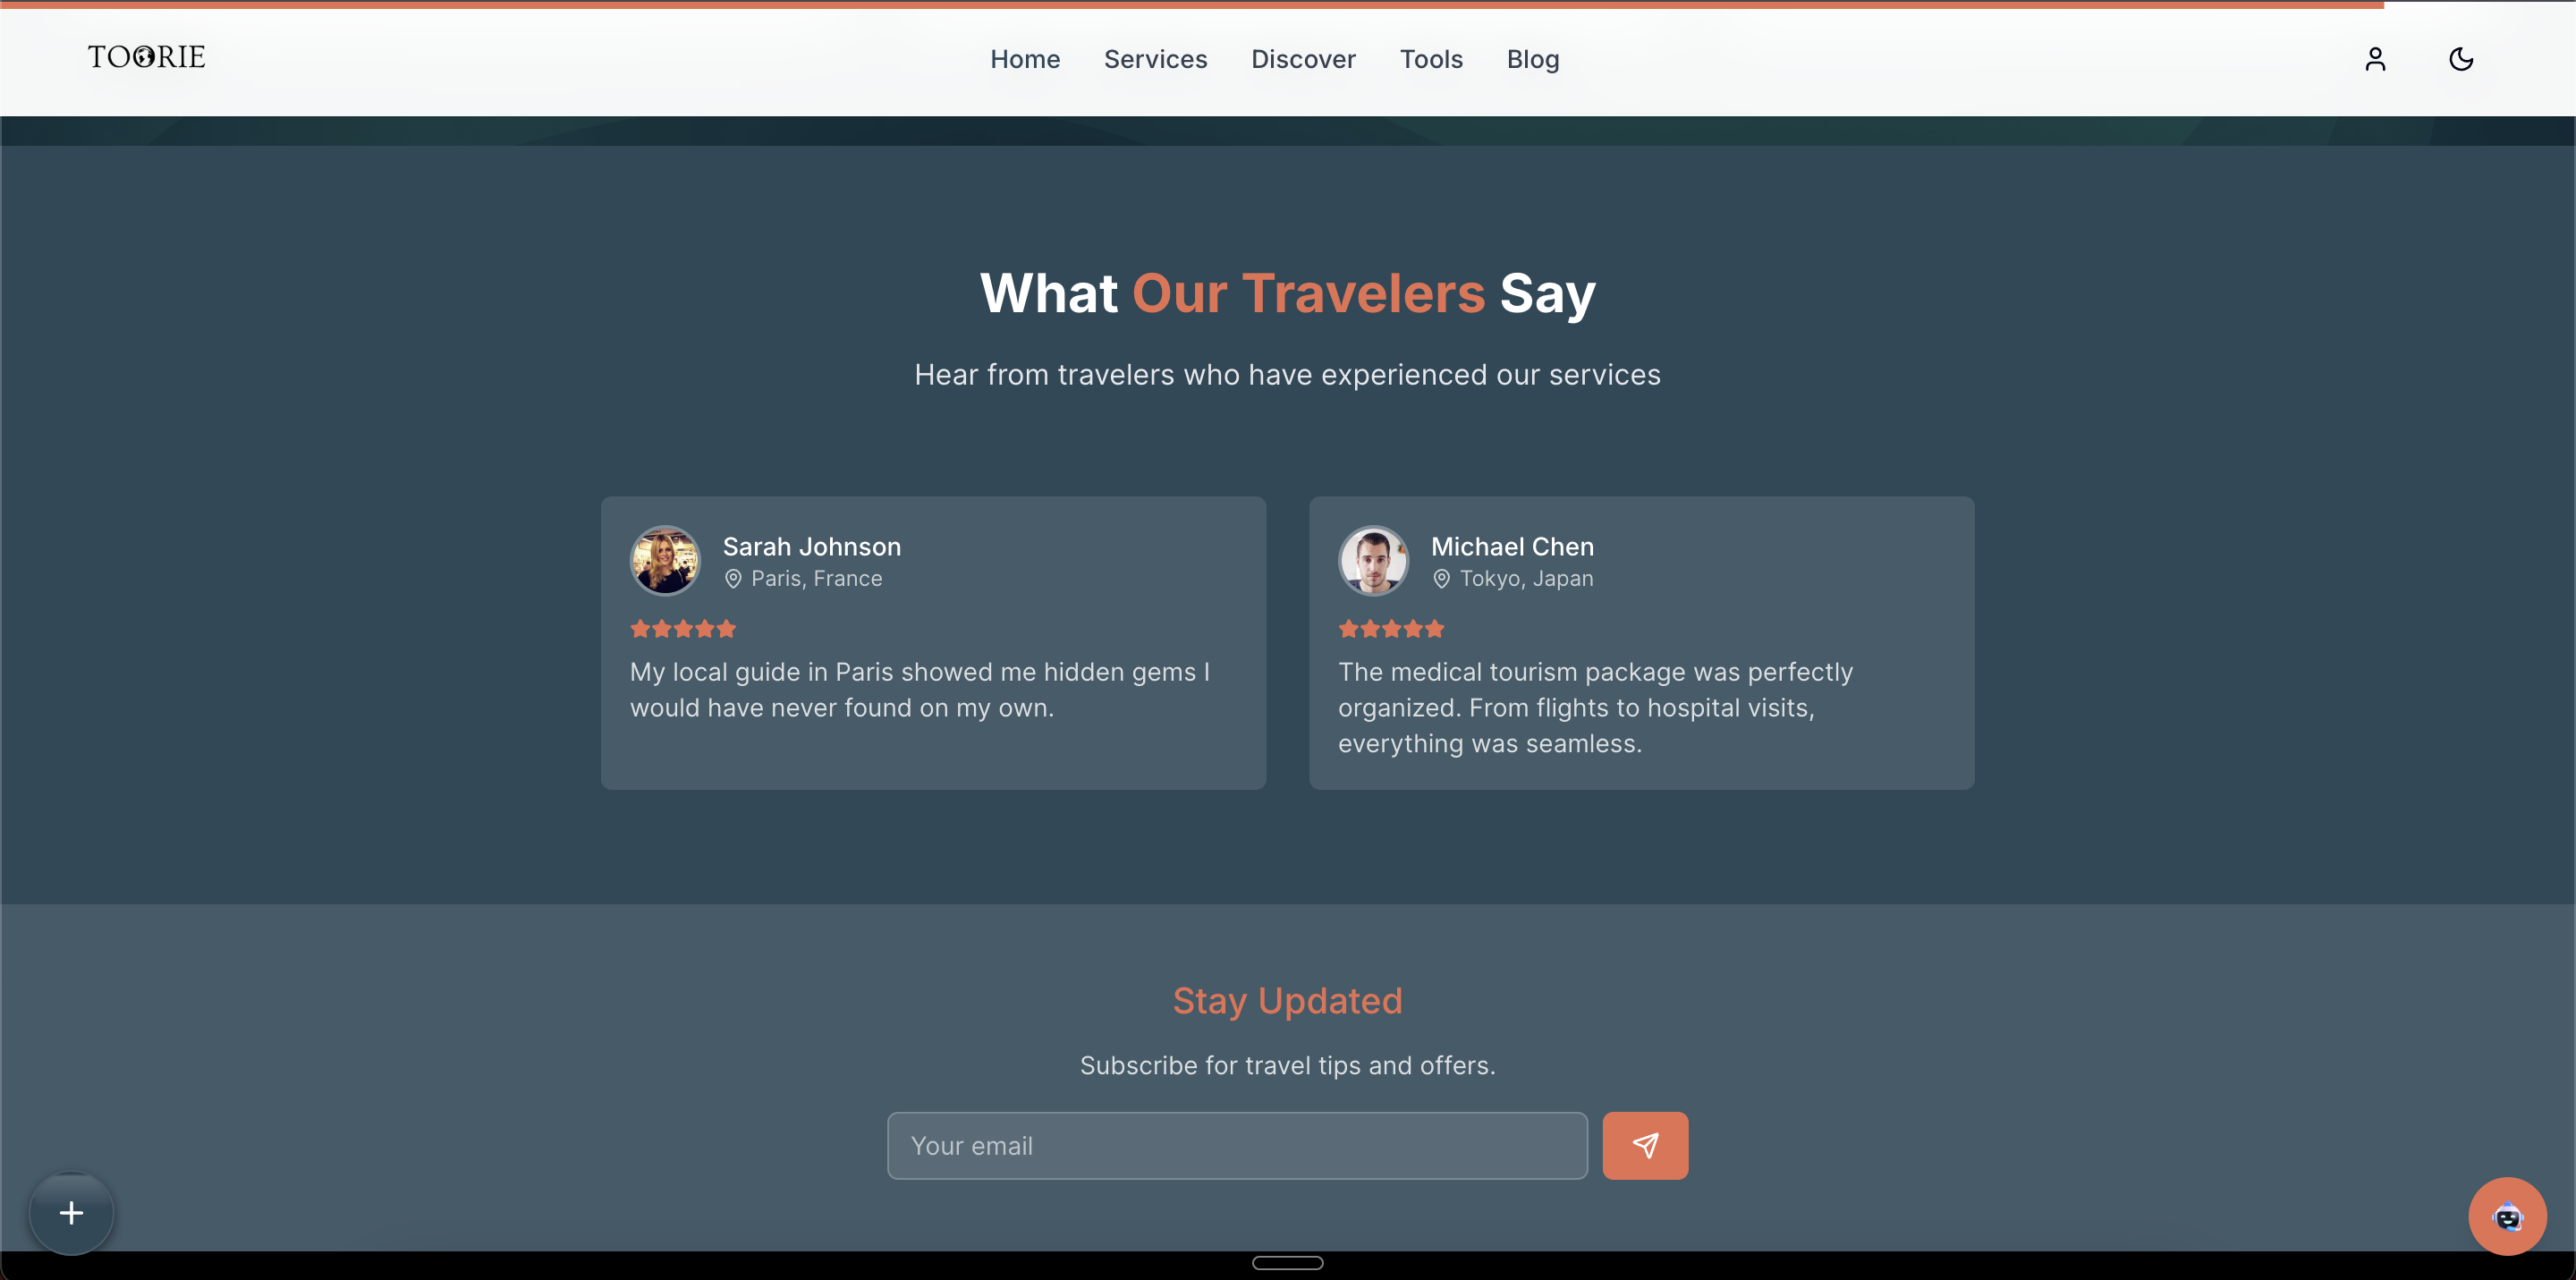 TOORIE
Home Services Discover Tools Blog
What Our Travelers Say
Hear from travelers who have experienced our services
Sarah Johnson
Paris, France
My local guide in Paris showed me hidden gems I
would have never found on my own.
Michael Chen
Tokyo, Japan
The medical tourism package was perfectly
organized. From flights to hospital visits,
everything was seamless.
Stay Updated
Subscribe for travel tips and offers.
Your email